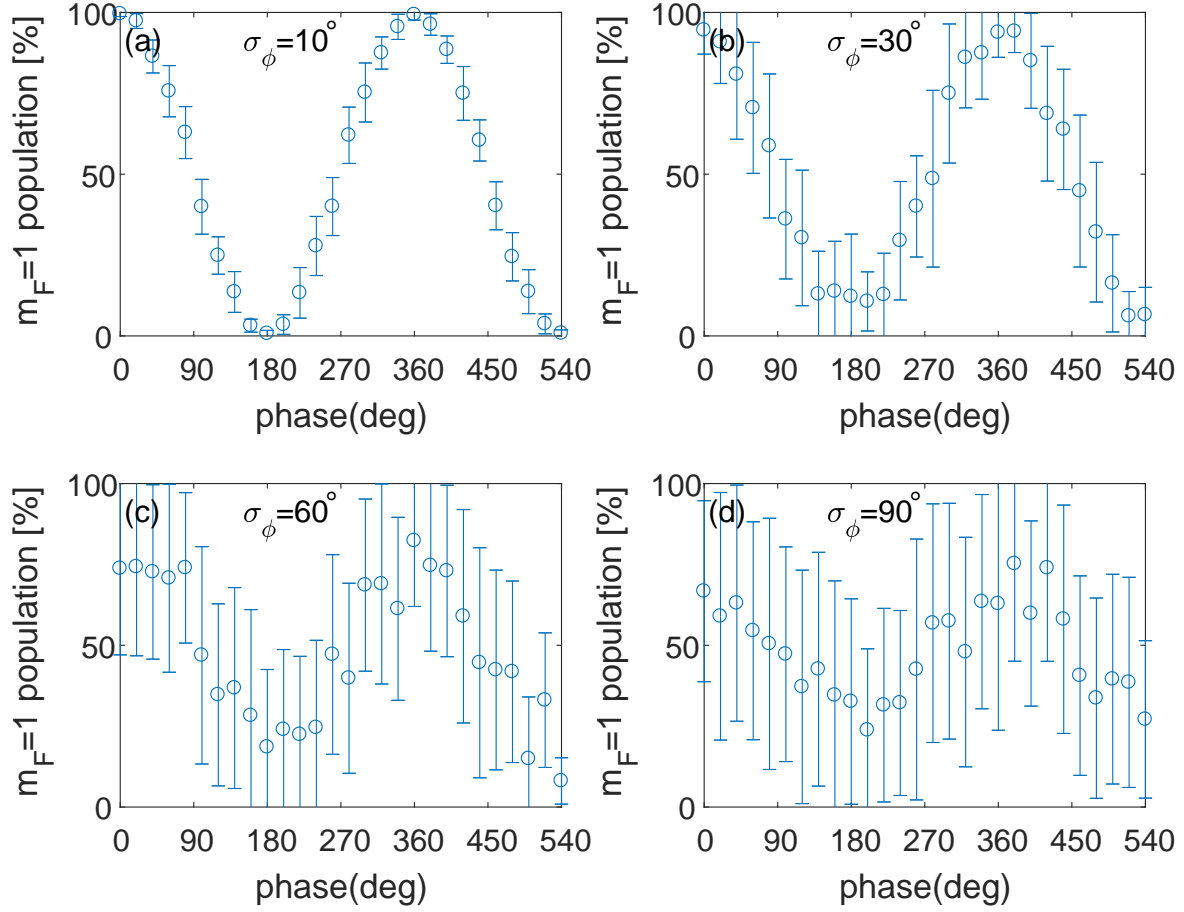 (a) σ_ϕ=10°
100
50
0
m_F=1 population [%]
0 90 180 270 360 450 540
phase(deg)
(b) σ_ϕ=30°
100
50
0
m_F=1 population [%]
0 90 180 270 360 450 540
phase(deg)
(c) σ_ϕ=60°
100
50
0
m_F=1 population [%]
0 90 180 270 360 450 540
phase(deg)
(d) σ_ϕ=90°
100
50
0
m_F=1 population [%]
0 90 180 270 360 450 540
phase(deg)